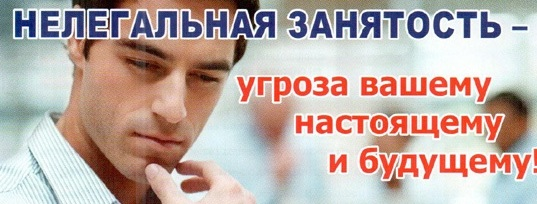 НЕЛЕГАЛЬНАЯ ЗАНЯТОСТЬ –
угроза вашему
настоящему
и будущему!